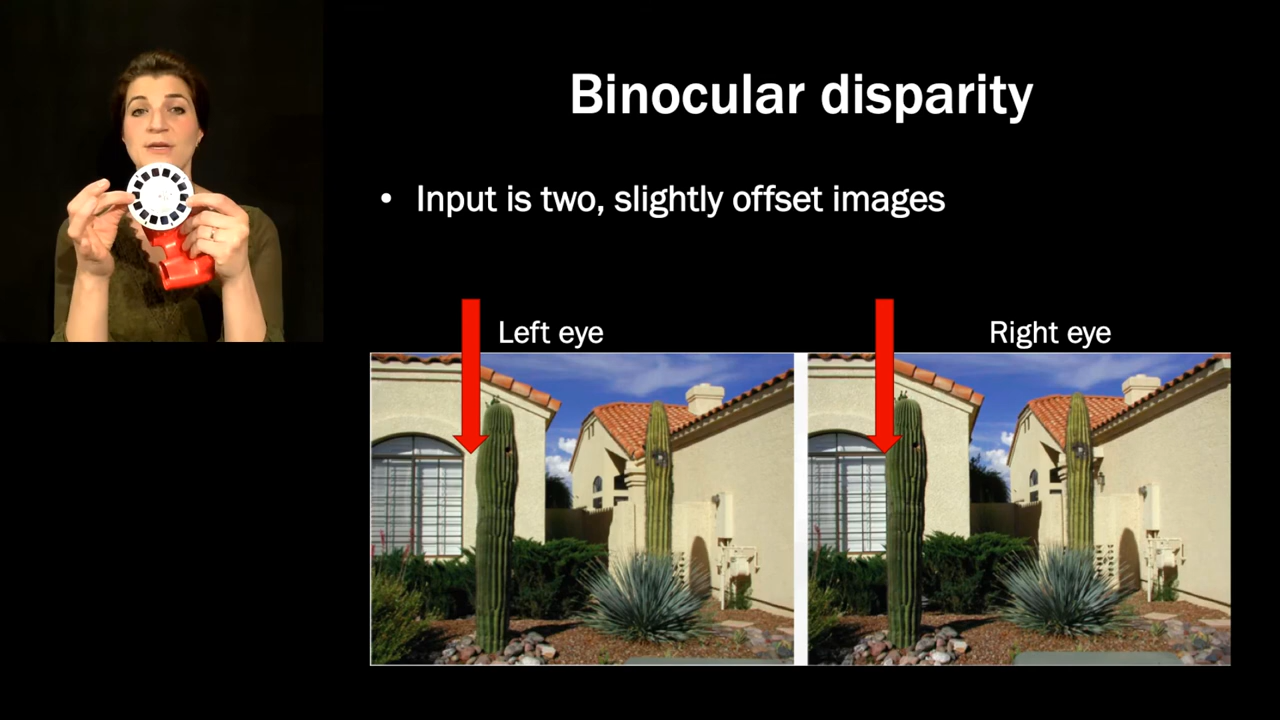 Binocular disparity
• Input is two, slightly offset images
Left eye
Right eye